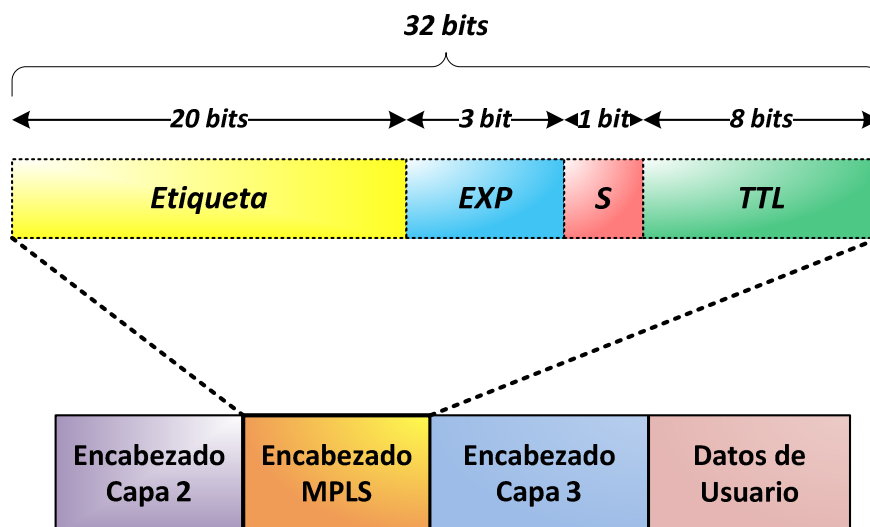 32 bits
20 bits 3 bit 1 bit 8 bits
Etiqueta EXP S TTL
Encabezado Encabezado Encabezado Datos de
Capa 2 MPLS Capa 3 Usuario